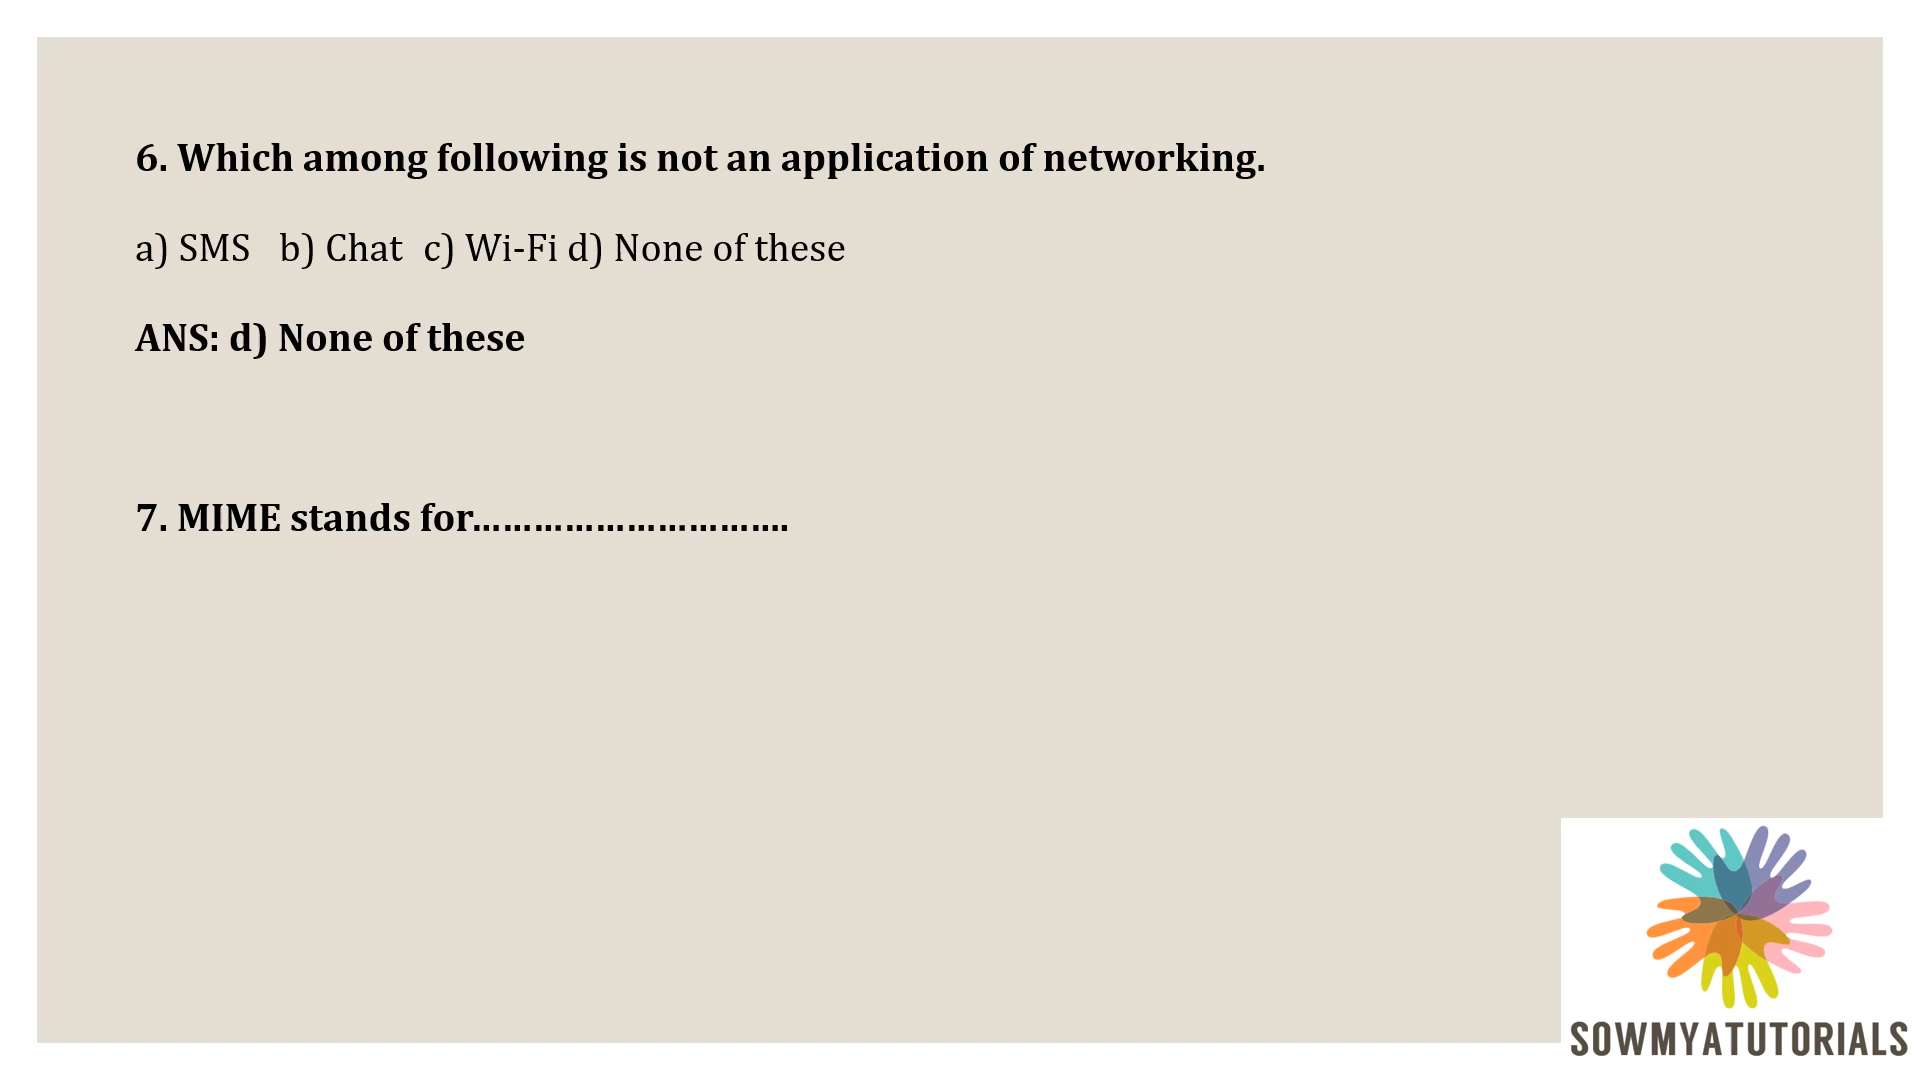 6. Which among following is not an application of networking.
a) SMS   b) Chat  c) Wi-Fi d) None of these
ANS: d) None of these
7. MIME stands for………………………….
SOWMYATUTORIALS